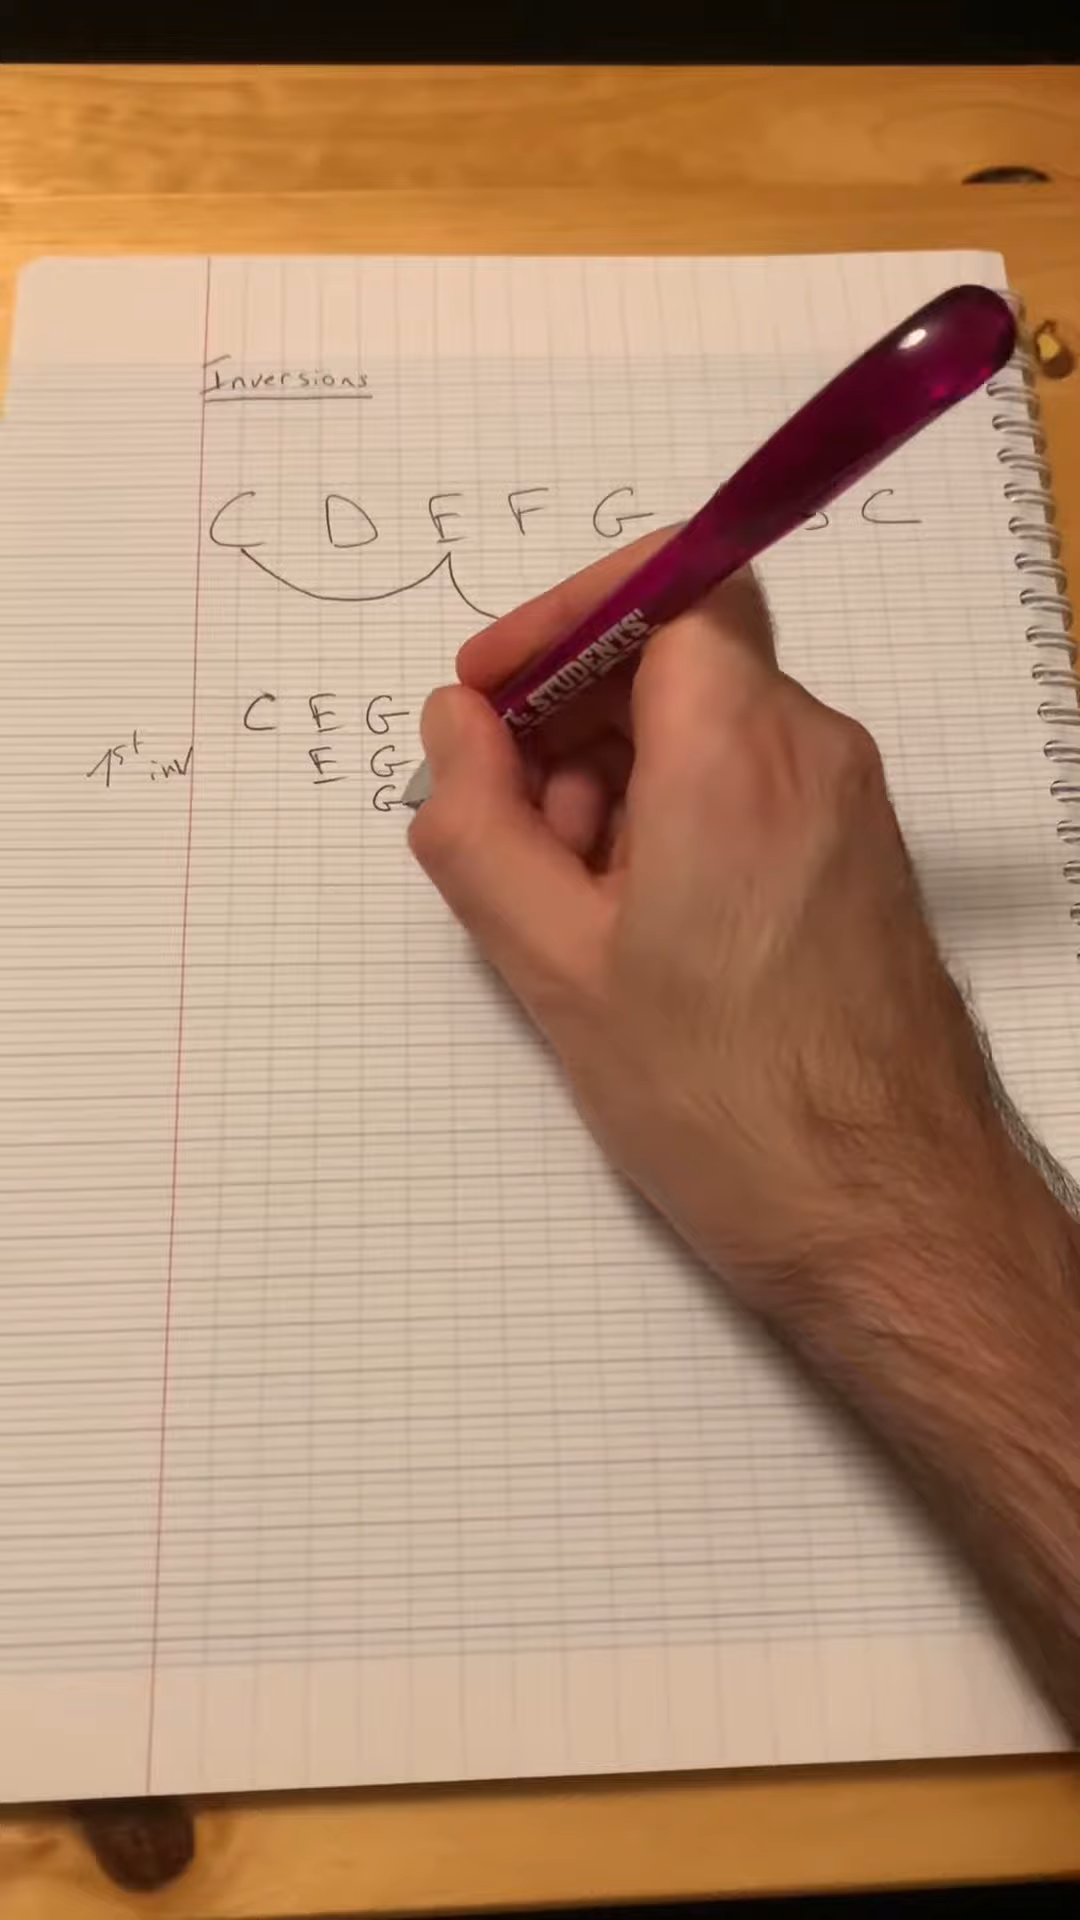 Inversions
C D E F G C
C E G
1st inv E G
G
STUDENTS'